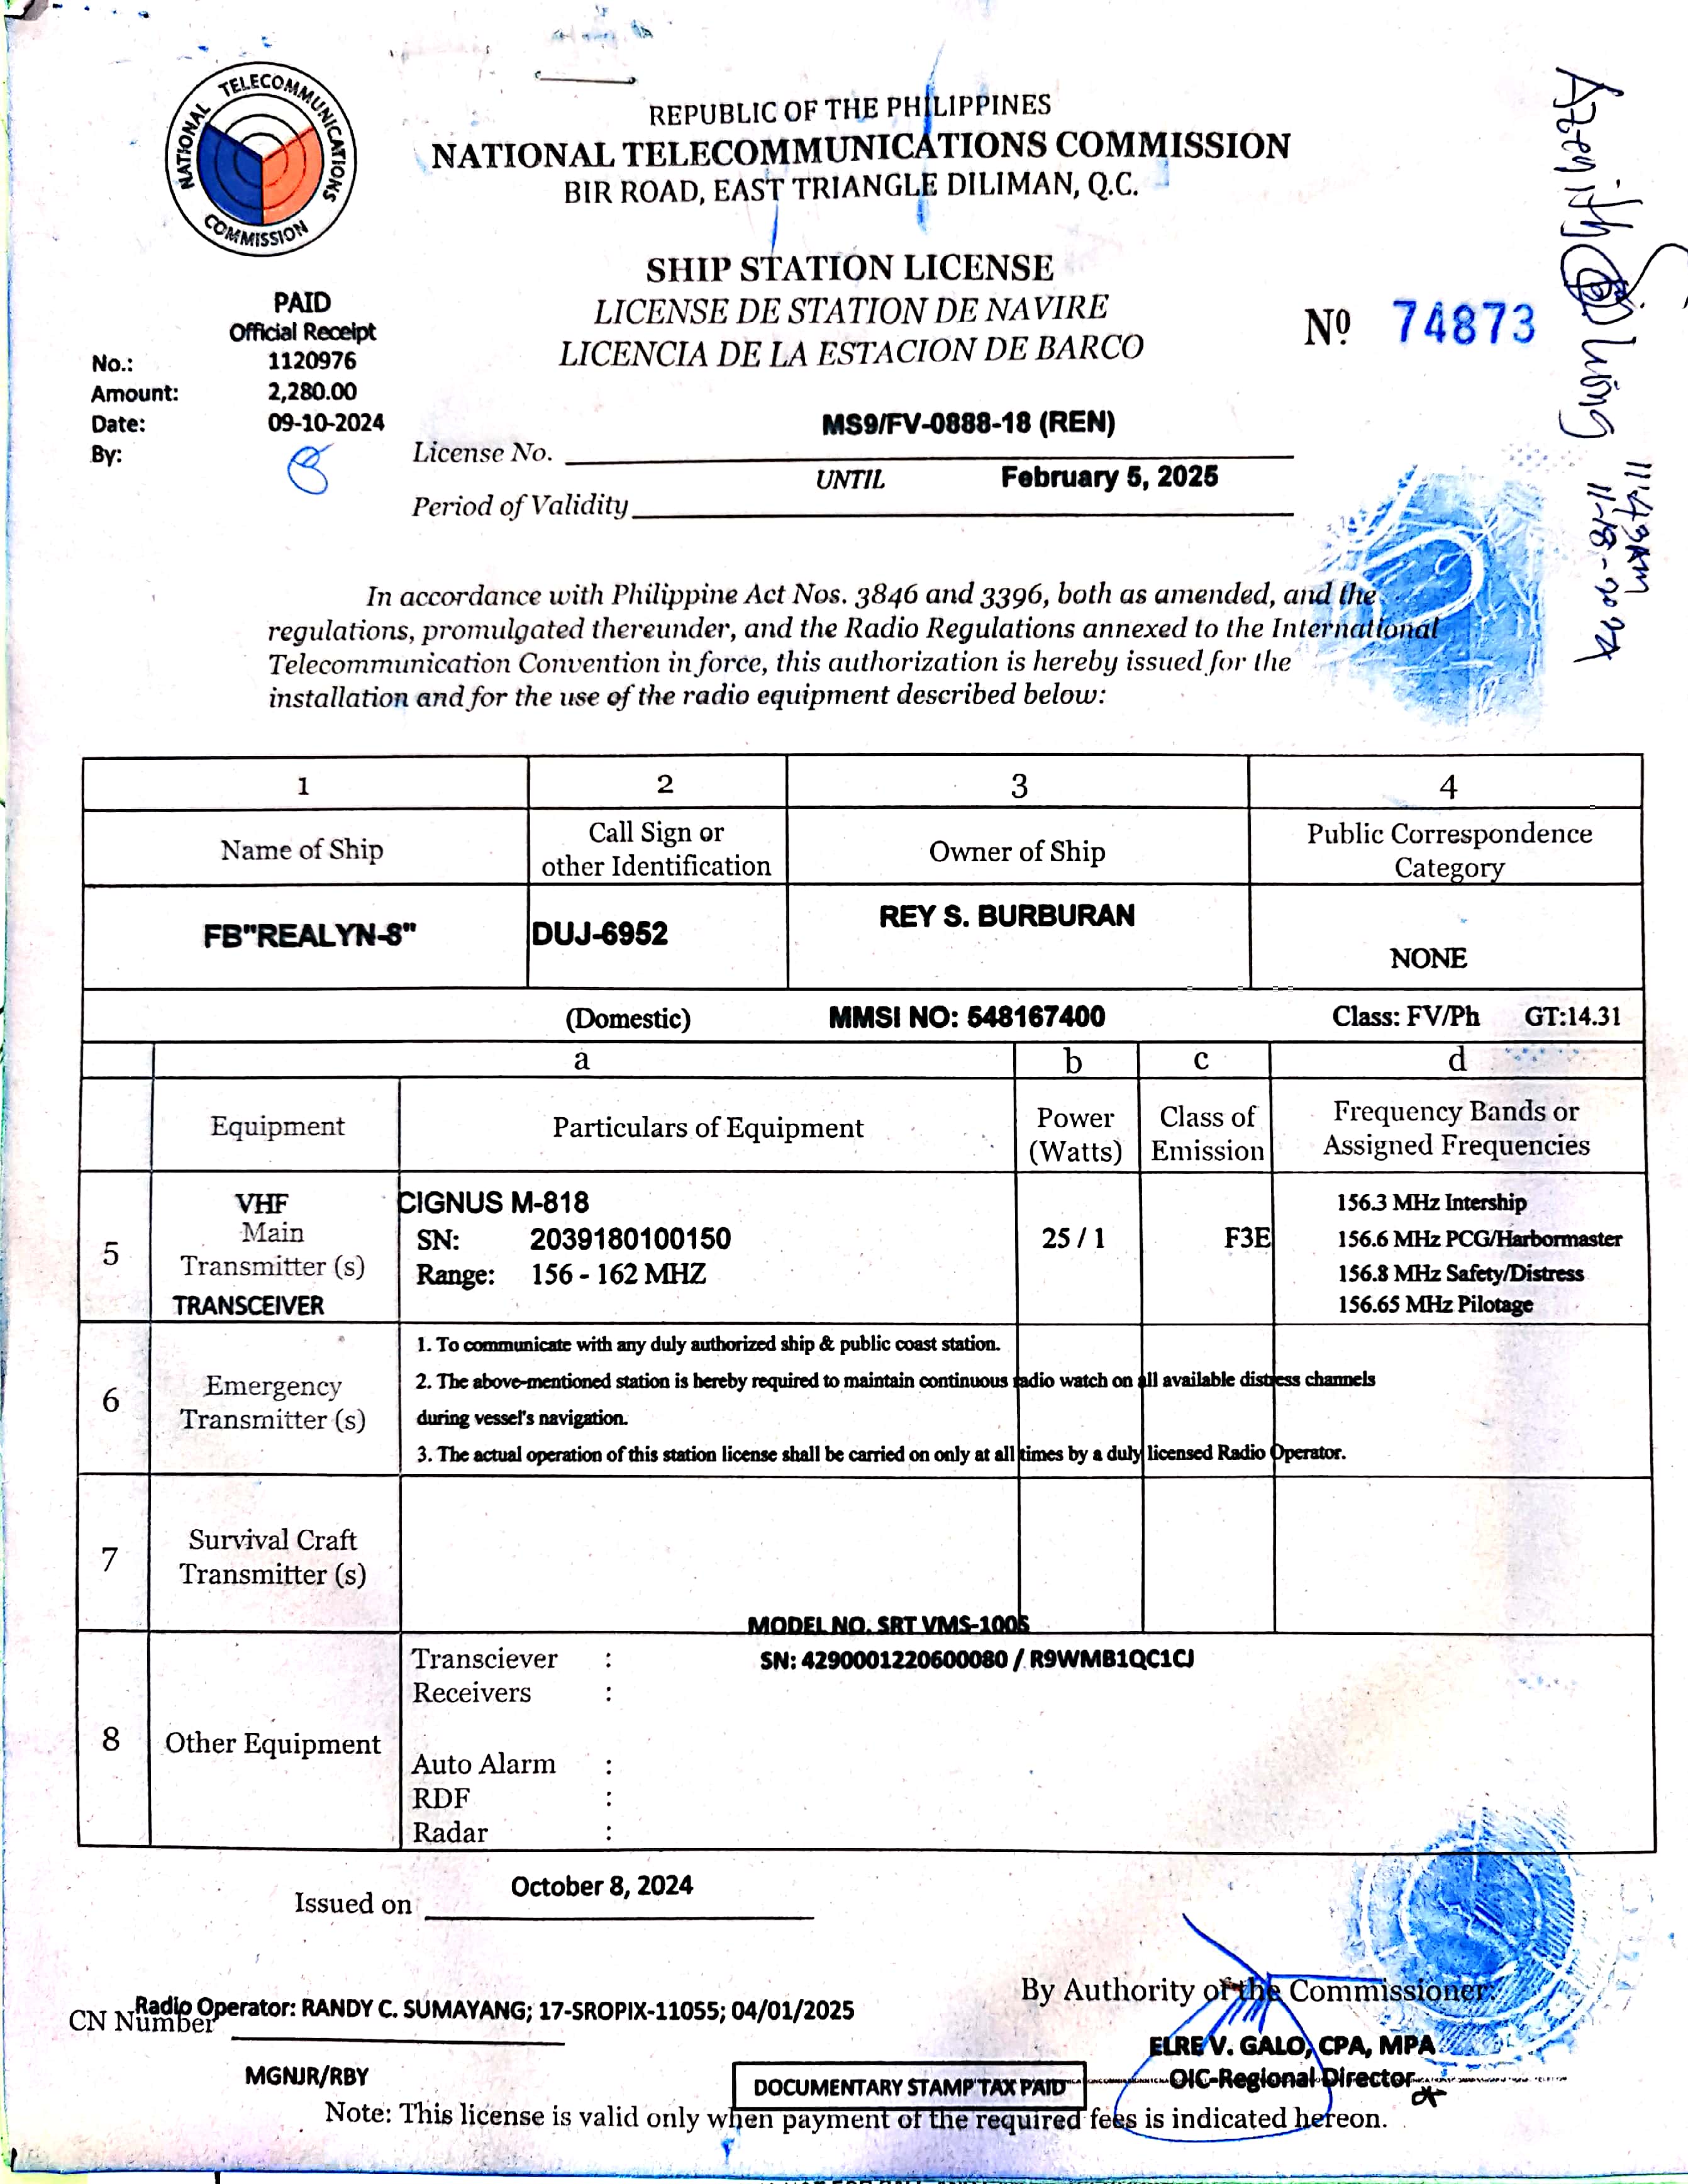 NATIONAL TELECOMMUNICATIONS COMMISSION
REPUBLIC OF THE PHILIPPINES
NATIONAL TELECOMMUNICATIONS COMMISSION
BIR ROAD, EAST TRIANGLE DILIMAN, Q.C.
SHIP STATION LICENSE
LICENSE DE STATION DE NAVIRE
LICENCIA DE LA ESTACION DE BARCO
Nº 74873
PAID
Official Receipt
No.: 1120976
Amount: 2,280.00
Date: 09-10-2024
By:
License No. MS9/FV-0888-18 (REN)
Period of Validity UNTIL February 5, 2025
11:43AM
In accordance with Philippine Act Nos. 3846 and 3396, both as amended, and the
regulations, promulgated thereunder, and the Radio Regulations annexed to the International
Telecommunication Convention in force, this authorization is hereby issued for the
installation and for the use of the radio equipment described below:
1 2 3 4
Name of Ship
Call Sign or
other Identification
Owner of Ship
Public Correspondence
Category
FB"REALYN-8"
DUJ-6952
REY S. BURBURAN
NONE
(Domestic) MMSI NO: 548167400 Class: FV/Ph GT:14.31
a b c d
Equipment
Particulars of Equipment
Power
(Watts)
Class of
Emission
Frequency Bands or
Assigned Frequencies
5
VHF
Main
Transmitter (s)
TRANSCEIVER
CIGNUS M-818
SN: 2039180100150
Range: 156 - 162 MHZ
25 / 1
F3E
156.3 MHz Intership
156.6 MHz PCG/Harbormaster
156.8 MHz Safety/Distress
156.65 MHz Pilotage
6
Emergency
Transmitter (s)
1. To communicate with any duly authorized ship & public coast station.
2. The above-mentioned station is hereby required to maintain continuous radio watch on all available distress channels
during vessel's navigation.
3. The actual operation of this station license shall be carried on only at all times by a duly licensed Radio Operator.
7
Survival Craft
Transmitter (s)
MODEL NO. SRT VMS-100S
8
Other Equipment
Transciever : SN: 4290001220600080 / R9WMB1QC1CJ
Receivers :
Auto Alarm :
RDF :
Radar :
Issued on October 8, 2024
By Authority of the Commissioner:
Radio Operator: RANDY C. SUMAYANG; 17-SROPIX-11055; 04/01/2025
CN Number
ELRE V. GALO, CPA, MPA
OIC-Regional Director
MGNJR/RBY
DOCUMENTARY STAMP TAX PAID
Note: This license is valid only when payment of the required fees is indicated hereon.